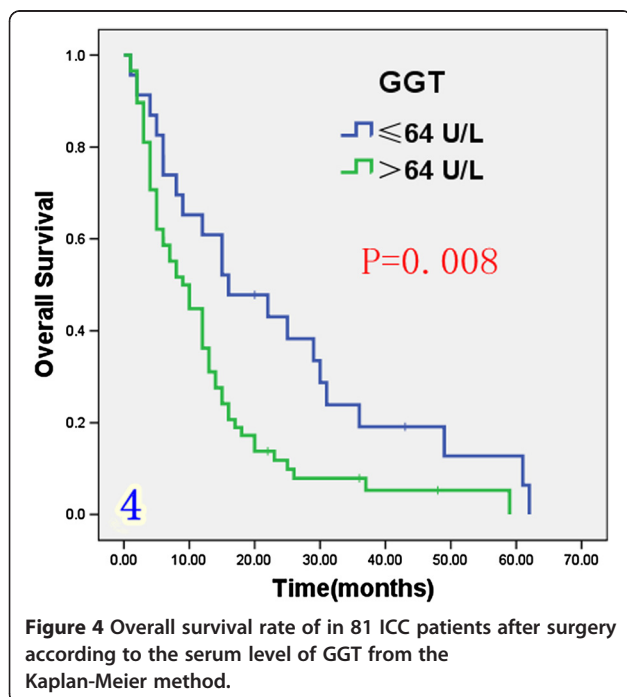 1.0
0.8
0.6
0.4
0.2
0.0
Overall Survival
GGT
≤64 U/L
>64 U/L
P=0.008
4
0.00 10.00 20.00 30.00 40.00 50.00 60.00 70.00
Time(months)
Figure 4 Overall survival rate of in 81 ICC patients after surgery
according to the serum level of GGT from the
Kaplan-Meier method.